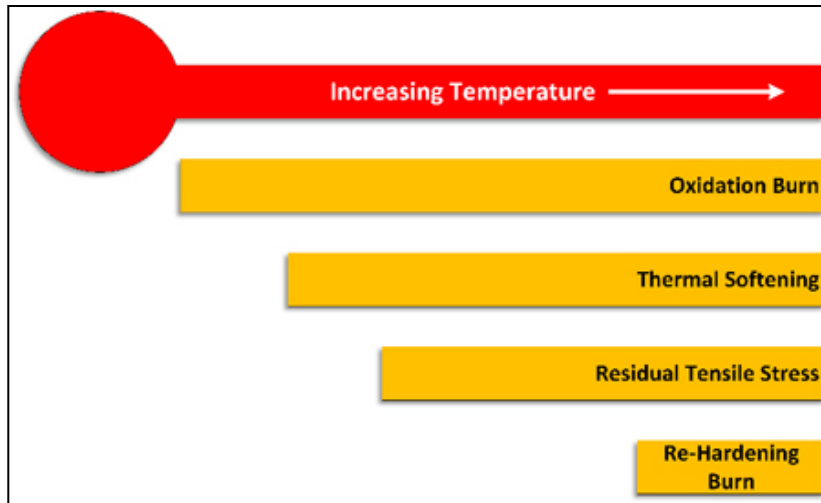 Increasing Temperature
Oxidation Burn
Thermal Softening
Residual Tensile Stress
Re-Hardening
Burn